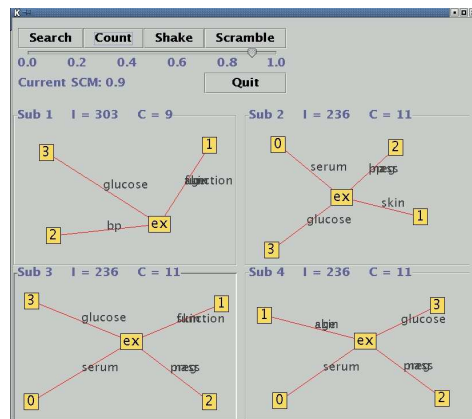 Search Count Shake Scramble
0.0 0.2 0.4 0.6 0.8 1.0
Current SCM: 0.9 Quit
Sub 1 I = 303 C = 9
3
1
glucose
bp
2
ex
Sub 2 I = 236 C = 11
0
2
serum
ex
skin
1
glucose
3
Sub 3 I = 236 C = 11
3
1
glucose
ex
serum
0
2
Sub 4 I = 236 C = 11
3
1
glucose
ex
serum
0
2